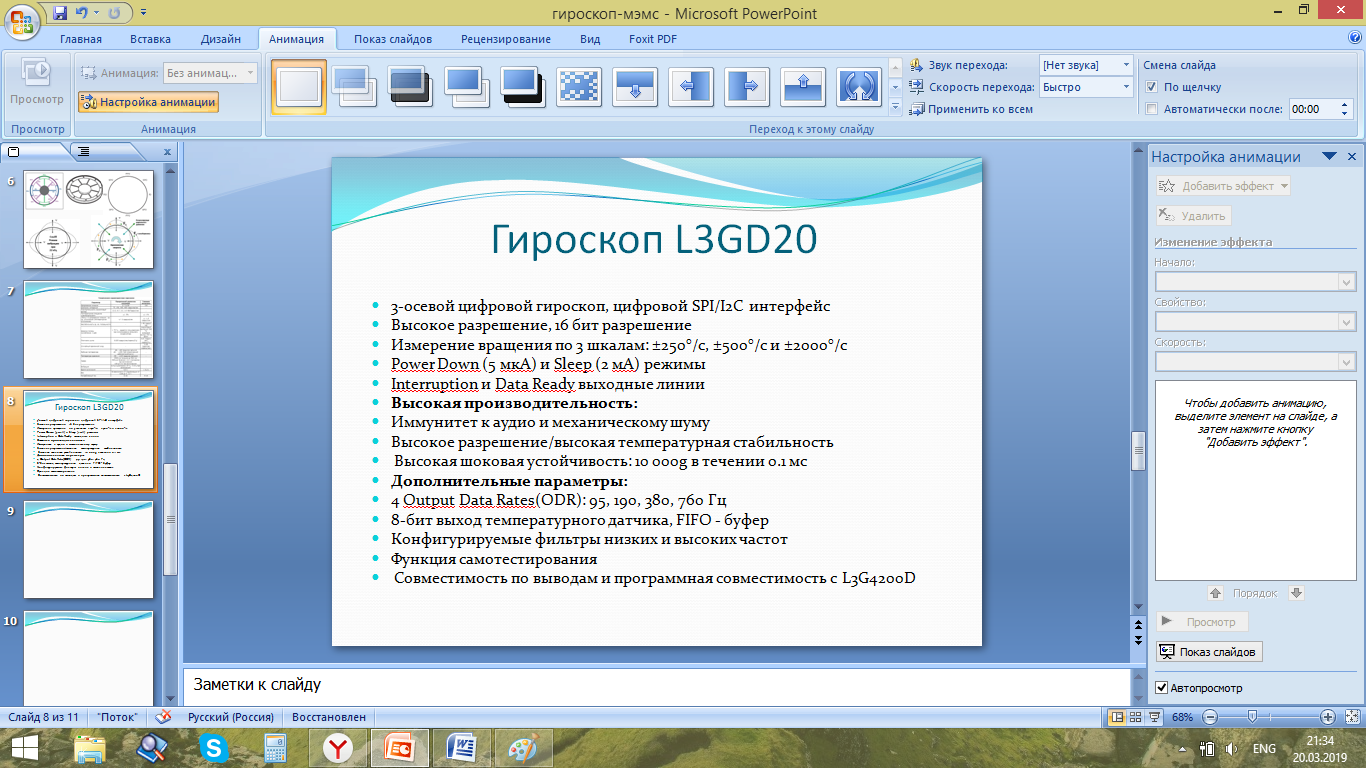 гироскоп-мэмс - Microsoft PowerPoint
Главная Вставка Дизайн Анимация Показ слайдов Рецензирование Вид Foxit PDF
Просмотр
Анимация: Без анимац...
Настройка анимации
Звук перехода: [Нет звука]
Скорость перехода: Быстро
Применить ко всем
Смена слайда
По щелчку
Автоматически после: 00:00
Просмотр Анимация Переход к этому слайду
6
7
8
Гироскоп L3GD20
9
10
Гироскоп L3GD20
3-осевой цифровой гироскоп, цифровой SPI/I2C интерфейс
Высокое разрешение, 16 бит разрешение
Измерение вращения по 3 шкалам: ±250°/с, ±500°/с и ±2000°/с
Power Down (5 мкА) и Sleep (2 мА) режимы
Interruption и Data Ready выходные линии
Высокая производительность:
Иммунитет к аудио и механическому шуму
Высокое разрешение/высокая температурная стабильность
Высокая шоковая устойчивость: 10 000g в течении 0.1 мс
Дополнительные параметры:
4 Output Data Rates(ODR): 95, 190, 380, 760 Гц
8-бит выход температурного датчика, FIFO - буфер
Конфигурируемые фильтры низких и высоких частот
Функция самотестирования
Совместимость по выводам и программная совместимость с L3G4200D
Заметки к слайду
Настройка анимации
Добавить эффект
Удалить
Изменение эффекта
Начало:
Свойство:
Скорость:
Чтобы добавить анимацию,
выделите элемент на слайде, а
затем нажмите кнопку
"Добавить эффект".
Порядок
Просмотр
Показ слайдов
Автопросмотр
Слайд 8 из 11 "Поток" Русский (Россия) Восстановлен 68%
ENG
21:34
20.03.2019